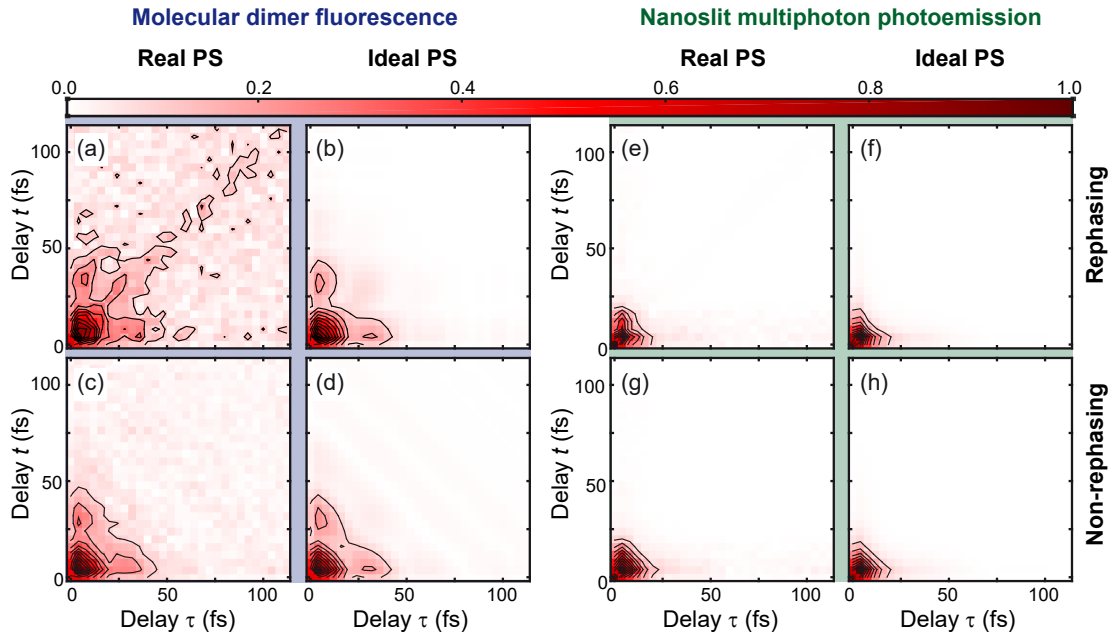 Molecular dimer fluorescence Nanoslit multiphoton photoemission
Real PS Ideal PS Real PS Ideal PS
0.0 0.2 0.4 0.6 0.8 1.0
(a) (b) (e) (f)
100 100
50 50
0 0
Delay t (fs) Delay t (fs)
Rephasing
(c) (d) (g) (h)
100 100
50 50
0 0
Delay t (fs) Delay t (fs)
Non-rephasing
0 50 100 0 50 100 0 50 100 0 50 100
Delay τ (fs) Delay τ (fs) Delay τ (fs) Delay τ (fs)